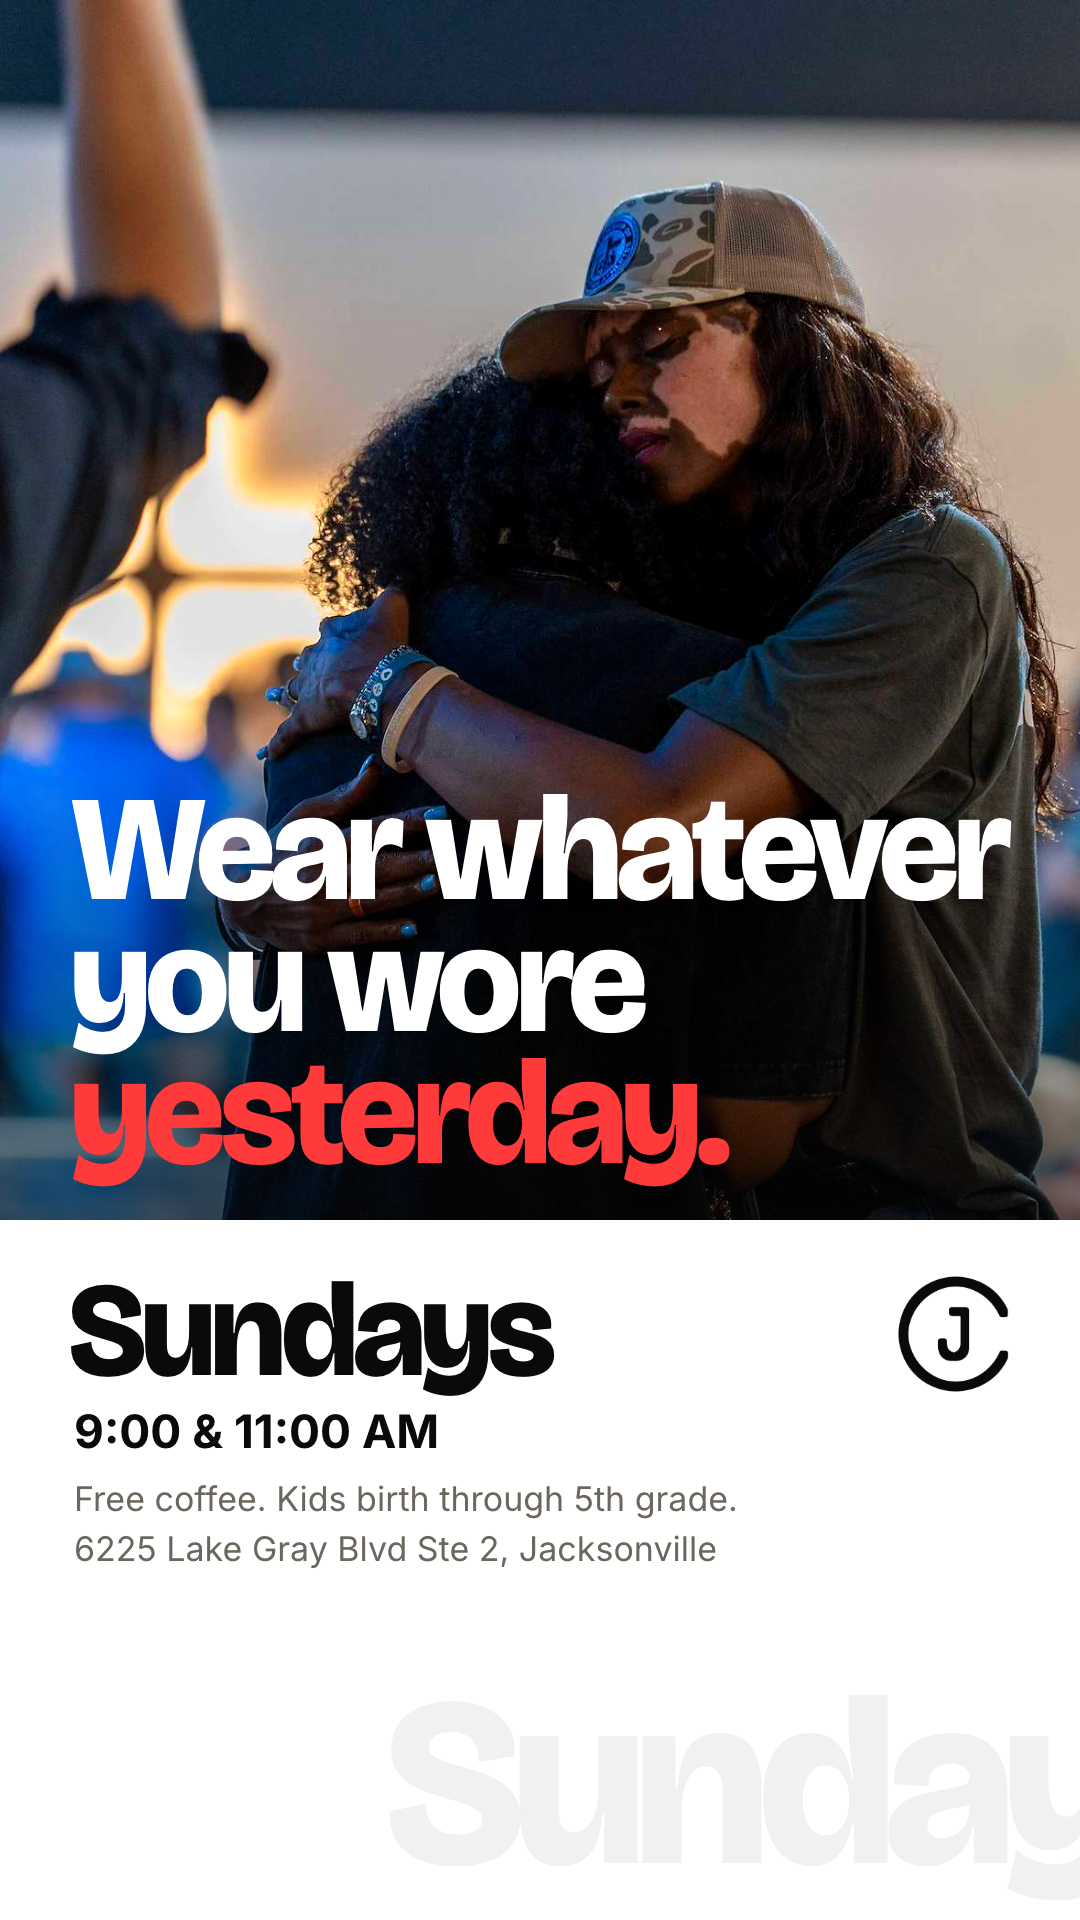 Wear whatever
you wore
yesterday.
Sundays
J
9:00 & 11:00 AM
Free coffee. Kids birth through 5th grade.
6225 Lake Gray Blvd Ste 2, Jacksonville
Sunday